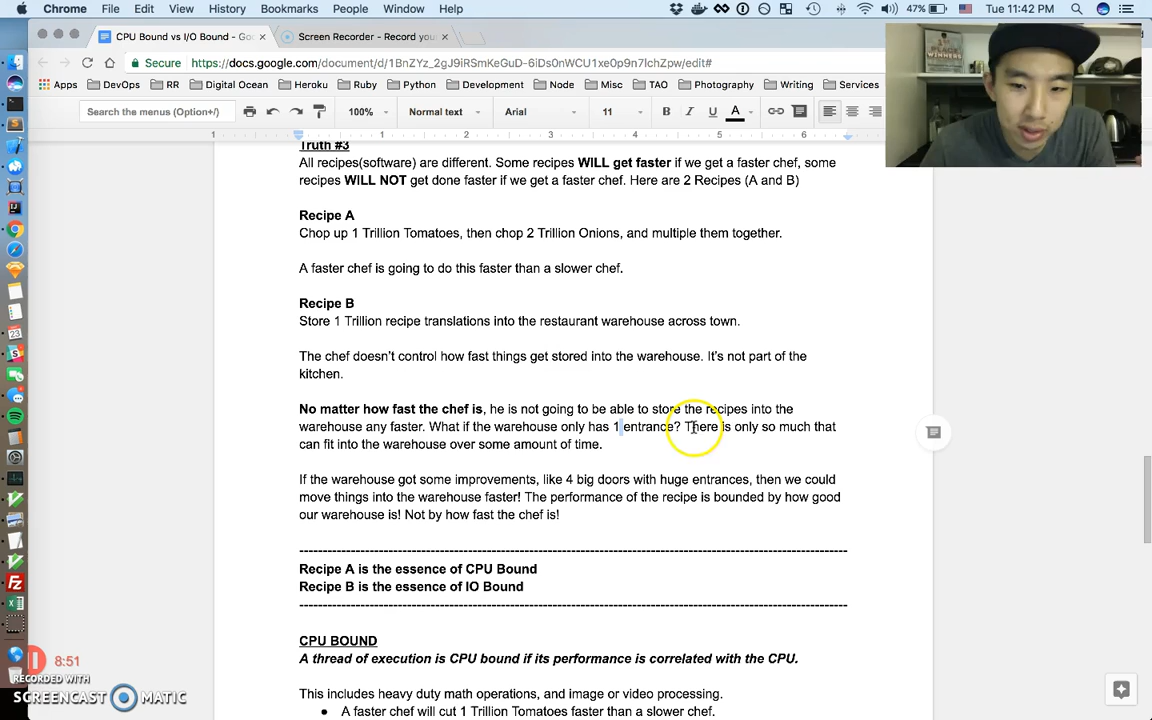 Chrome File Edit View History Bookmarks People Window Help 47% Tue 11:42 PM
CPU Bound vs I/O Bound - Goo
Screen Recorder - Record your
Secure https://docs.google.com/document/d/1BnZYz_2gJ9iRSmKeGuD-6iDs0nWCU1xe0p9n7IchZpw/edit#
Apps DevOps RR Digital Ocean Heroku Ruby Python Development Node Misc TAO Photography Writing Services
WINNERS
Search the menus (Option+/) 100% Normal text Arial 11 B I U A
1 1 2 3 4 5 6
Truth #3
All recipes(software) are different. Some recipes WILL get faster if we get a faster chef, some
recipes WILL NOT get done faster if we get a faster chef. Here are 2 Recipes (A and B)
Recipe A
Chop up 1 Trillion Tomatoes, then chop 2 Trillion Onions, and multiple them together.
A faster chef is going to do this faster than a slower chef.
Recipe B
Store 1 Trillion recipe translations into the restaurant warehouse across town.
The chef doesn't control how fast things get stored into the warehouse. It's not part of the
kitchen.
No matter how fast the chef is, he is not going to be able to store the recipes into the
warehouse any faster. What if the warehouse only has 1 entrance? There is only so much that
can fit into the warehouse over some amount of time.
If the warehouse got some improvements, like 4 big doors with huge entrances, then we could
move things into the warehouse faster! The performance of the recipe is bounded by how good
our warehouse is! Not by how fast the chef is!
--------------------------------------------------------------------------------
Recipe A is the essence of CPU Bound
Recipe B is the essence of IO Bound
--------------------------------------------------------------------------------
CPU BOUND
A thread of execution is CPU bound if its performance is correlated with the CPU.
This includes heavy duty math operations, and image or video processing.
● A faster chef will cut 1 Trillion Tomatoes faster than a slower chef.
23
8:51
RECORDED WITH
SCREENCAST MATIC